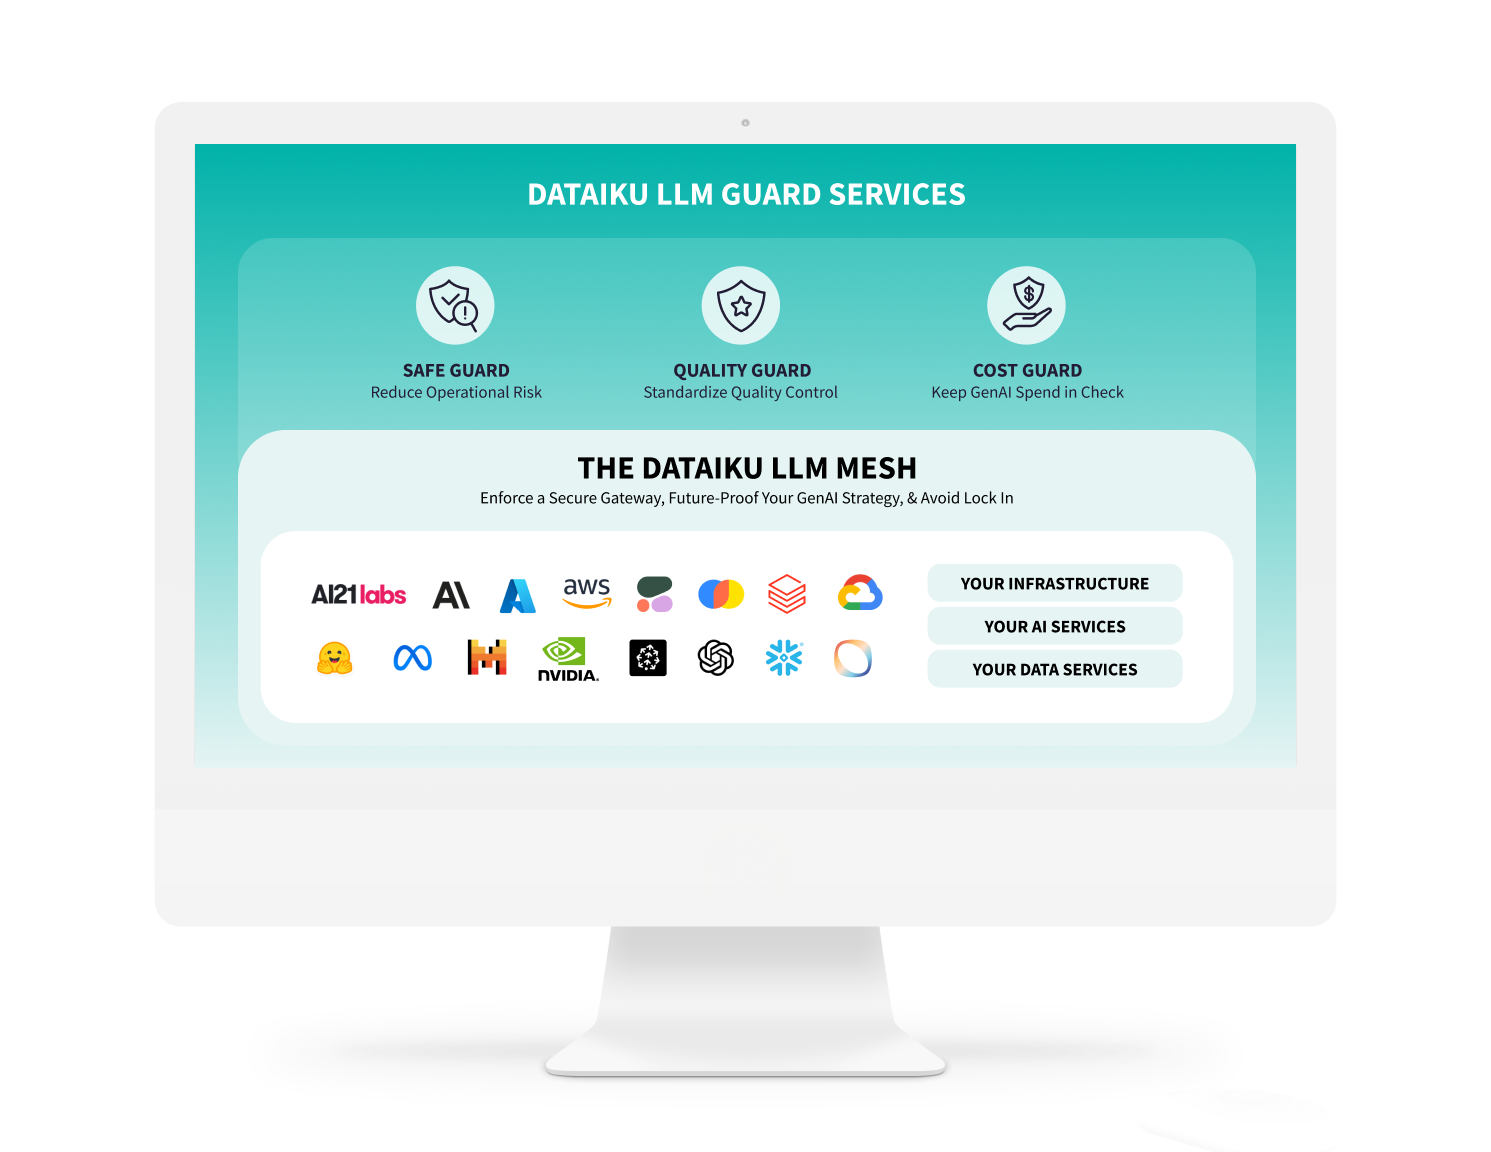 DATAIKU LLM GUARD SERVICES
SAFE GUARD
Reduce Operational Risk
QUALITY GUARD
Standardize Quality Control
COST GUARD
Keep GenAI Spend in Check
THE DATAIKU LLM MESH
Enforce a Secure Gateway, Future-Proof Your GenAI Strategy, & Avoid Lock In
AI21labs
aws
NVIDIA.
YOUR INFRASTRUCTURE
YOUR AI SERVICES
YOUR DATA SERVICES